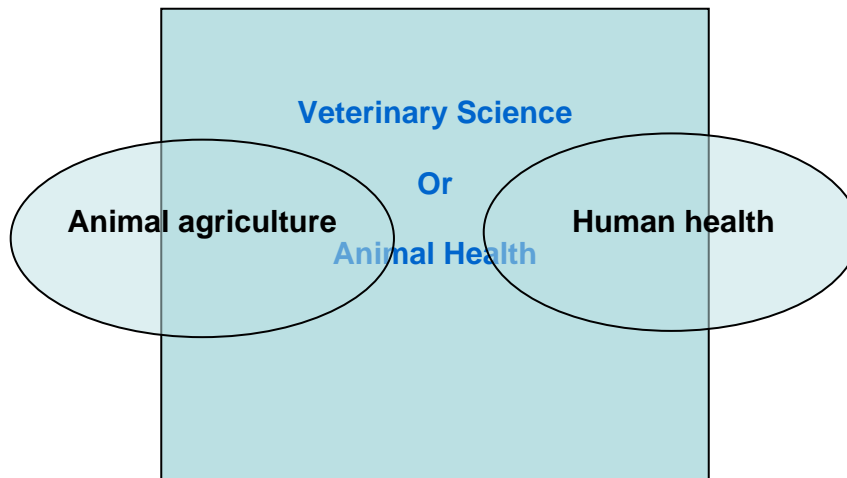 Veterinary Science
Or
Animal agriculture
Human health
Animal Health